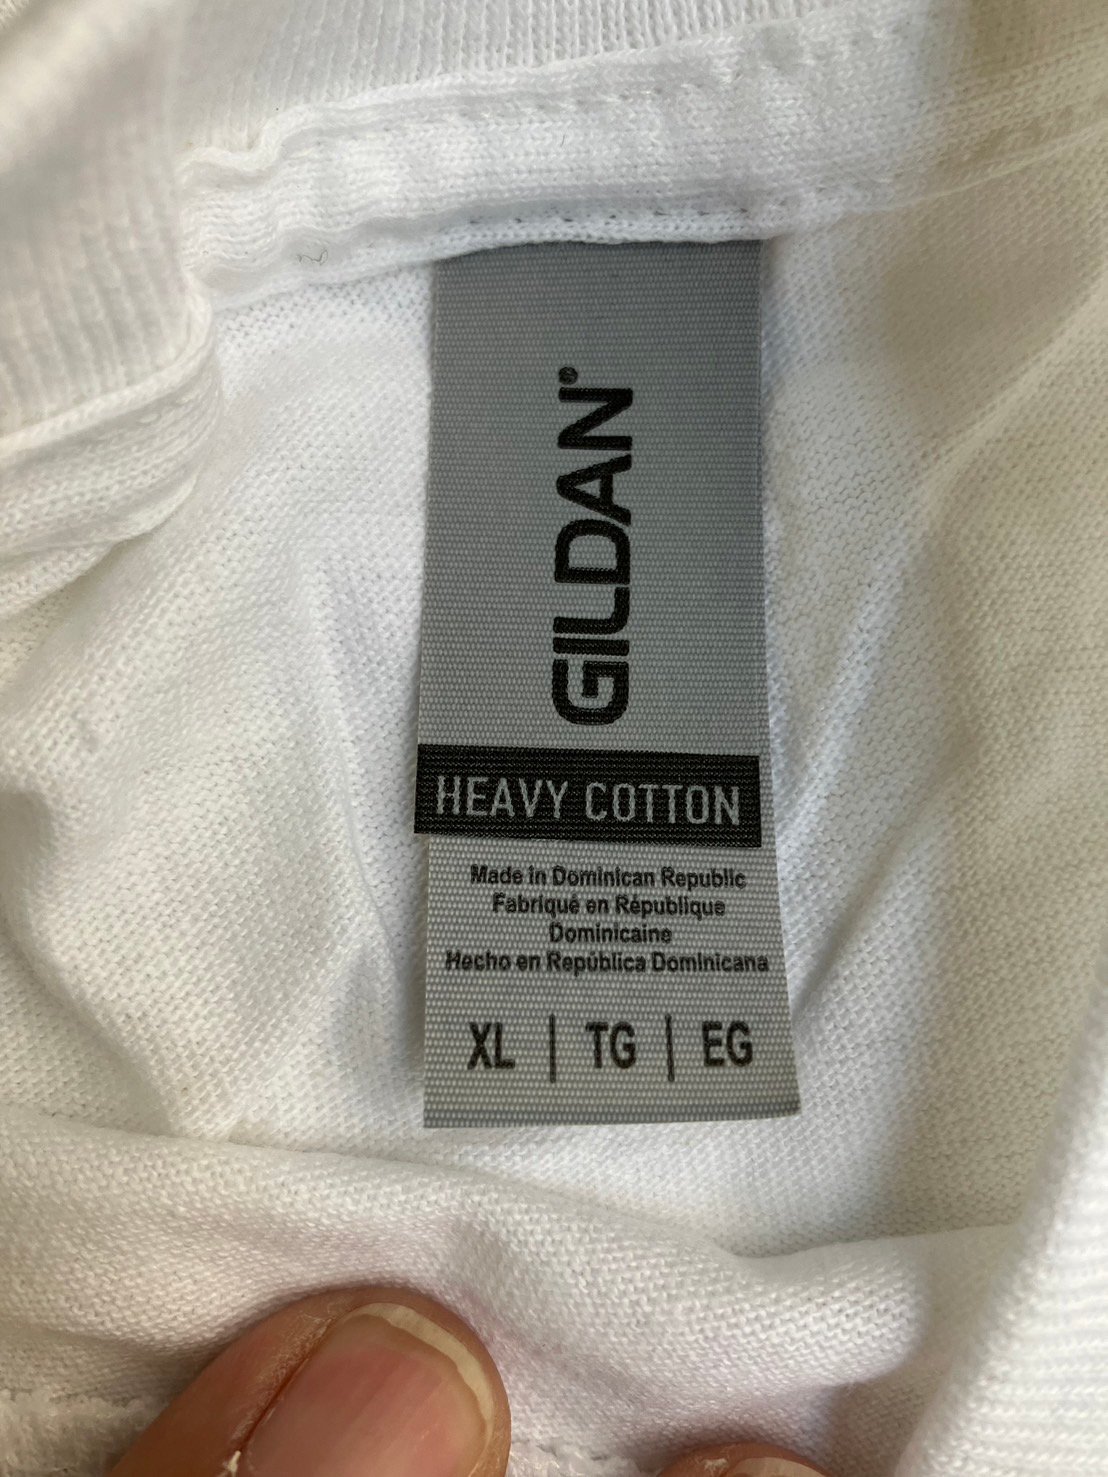 GILDAN®
HEAVY COTTON
Made in Dominican Republic
Fabriqué en République
Dominicaine
Hecho en República Dominicana
XL | TG | EG